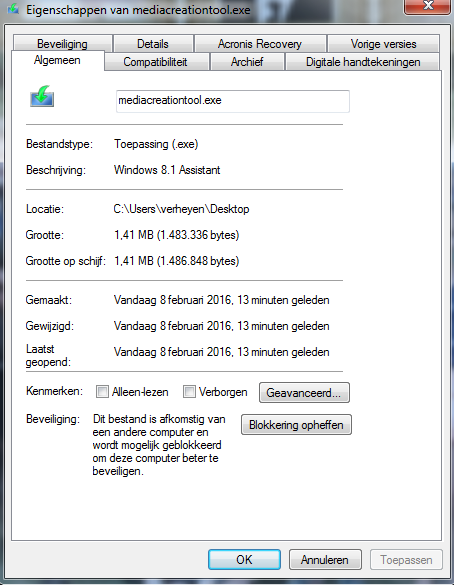 Eigenschappen van mediacreationtool.exe
Beveiliging Details Acronis Recovery Vorige versies
Algemeen Compatibiliteit Archief Digitale handtekeningen
mediacreationtool.exe
Bestandstype: Toepassing (.exe)
Beschrijving: Windows 8.1 Assistant
Locatie: C:\Users\verheyen\Desktop
Grootte: 1,41 MB (1.483.336 bytes)
Grootte op schijf: 1,41 MB (1.486.848 bytes)
Gemaakt: Vandaag 8 februari 2016, 13 minuten geleden
Gewijzigd: Vandaag 8 februari 2016, 13 minuten geleden
Laatst
geopend: Vandaag 8 februari 2016, 13 minuten geleden
Kenmerken: Alleen-lezen Verborgen Geavanceerd...
Beveiliging: Dit bestand is afkomstig van
een andere computer en
wordt mogelijk geblokkeerd
om deze computer beter te
beveiligen.
Blokkering opheffen
OK Annuleren Toepassen